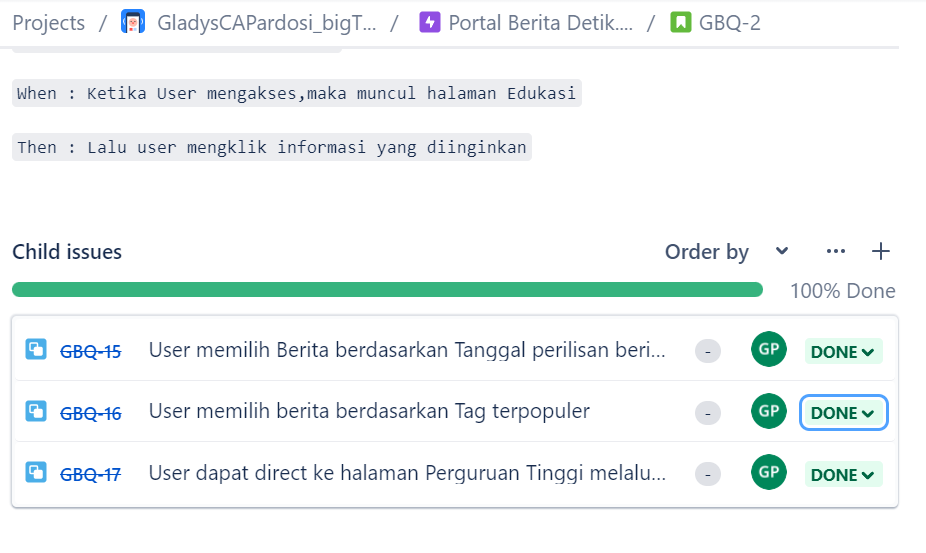 Projects / GladysCAPardosi_bigT... / Portal Berita Detik.... / GBQ-2
When : Ketika User mengakses,maka muncul halaman Edukasi
Then : Lalu user mengklik informasi yang diinginkan
Child issues Order by
100% Done
GBQ-15 User memilih Berita berdasarkan Tanggal perilisan beri... - GP DONE
GBQ-16 User memilih berita berdasarkan Tag terpopuler - GP DONE
GBQ-17 User dapat direct ke halaman Perguruan Tinggi melalu... - GP DONE